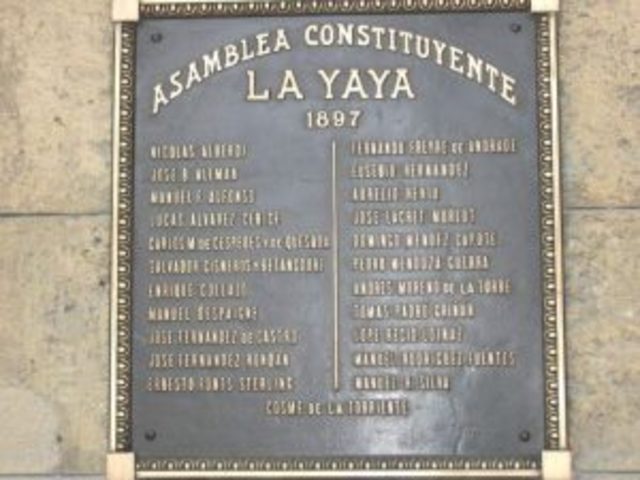 ASAMBLEA CONSTITUYENTE
LA YAYA
1897
NICOLAS ALBERDI
JOSE B. ALEMAN
MANUEL F. ALFONSO
LUCAS ALVAREZ CERICE
CARLOS M. DE CESPEDES Y DE QUESADA
SALVADOR CISNEROS Y BETANCOURT
ENRIQUE COLLAZO
MANUEL DESPAIGNE
JOSE FERNANDEZ DE CASTRO
JOSE FERNANDEZ RONDAN
ERNESTO FONTS STERLING
FERNANDO FREYRE DE ANDRADE
EUSEBIO HERNANDEZ
AURELIO HEVIA
JOSE LACRET MORLOT
DOMINGO MENDEZ CAPOTE
PEDRO MENDOZA GUERRA
ANDRES MORENO DE LA TORRE
TOMAS PADRO GRIÑAN
LOPE RECIO LOINAZ
MANUEL RODRIGUEZ FUENTES
MANUEL R. SILVA
COSME DE LA TORRIENTE